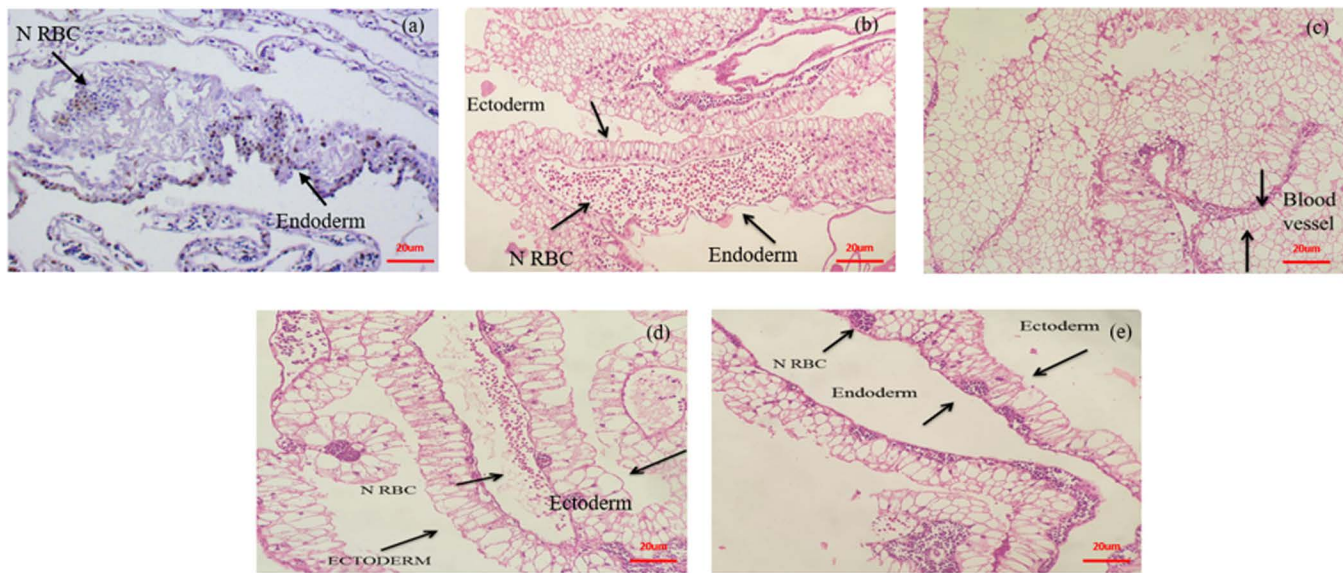 (a)
N RBC
Endoderm
20um
(b)
Ectoderm
N RBC
Endoderm
20um
(c)
Blood
vessel
20um
(d)
N RBC
Ectoderm
ECTODERM
20um
(e)
Ectoderm
N RBC
Endoderm
20um